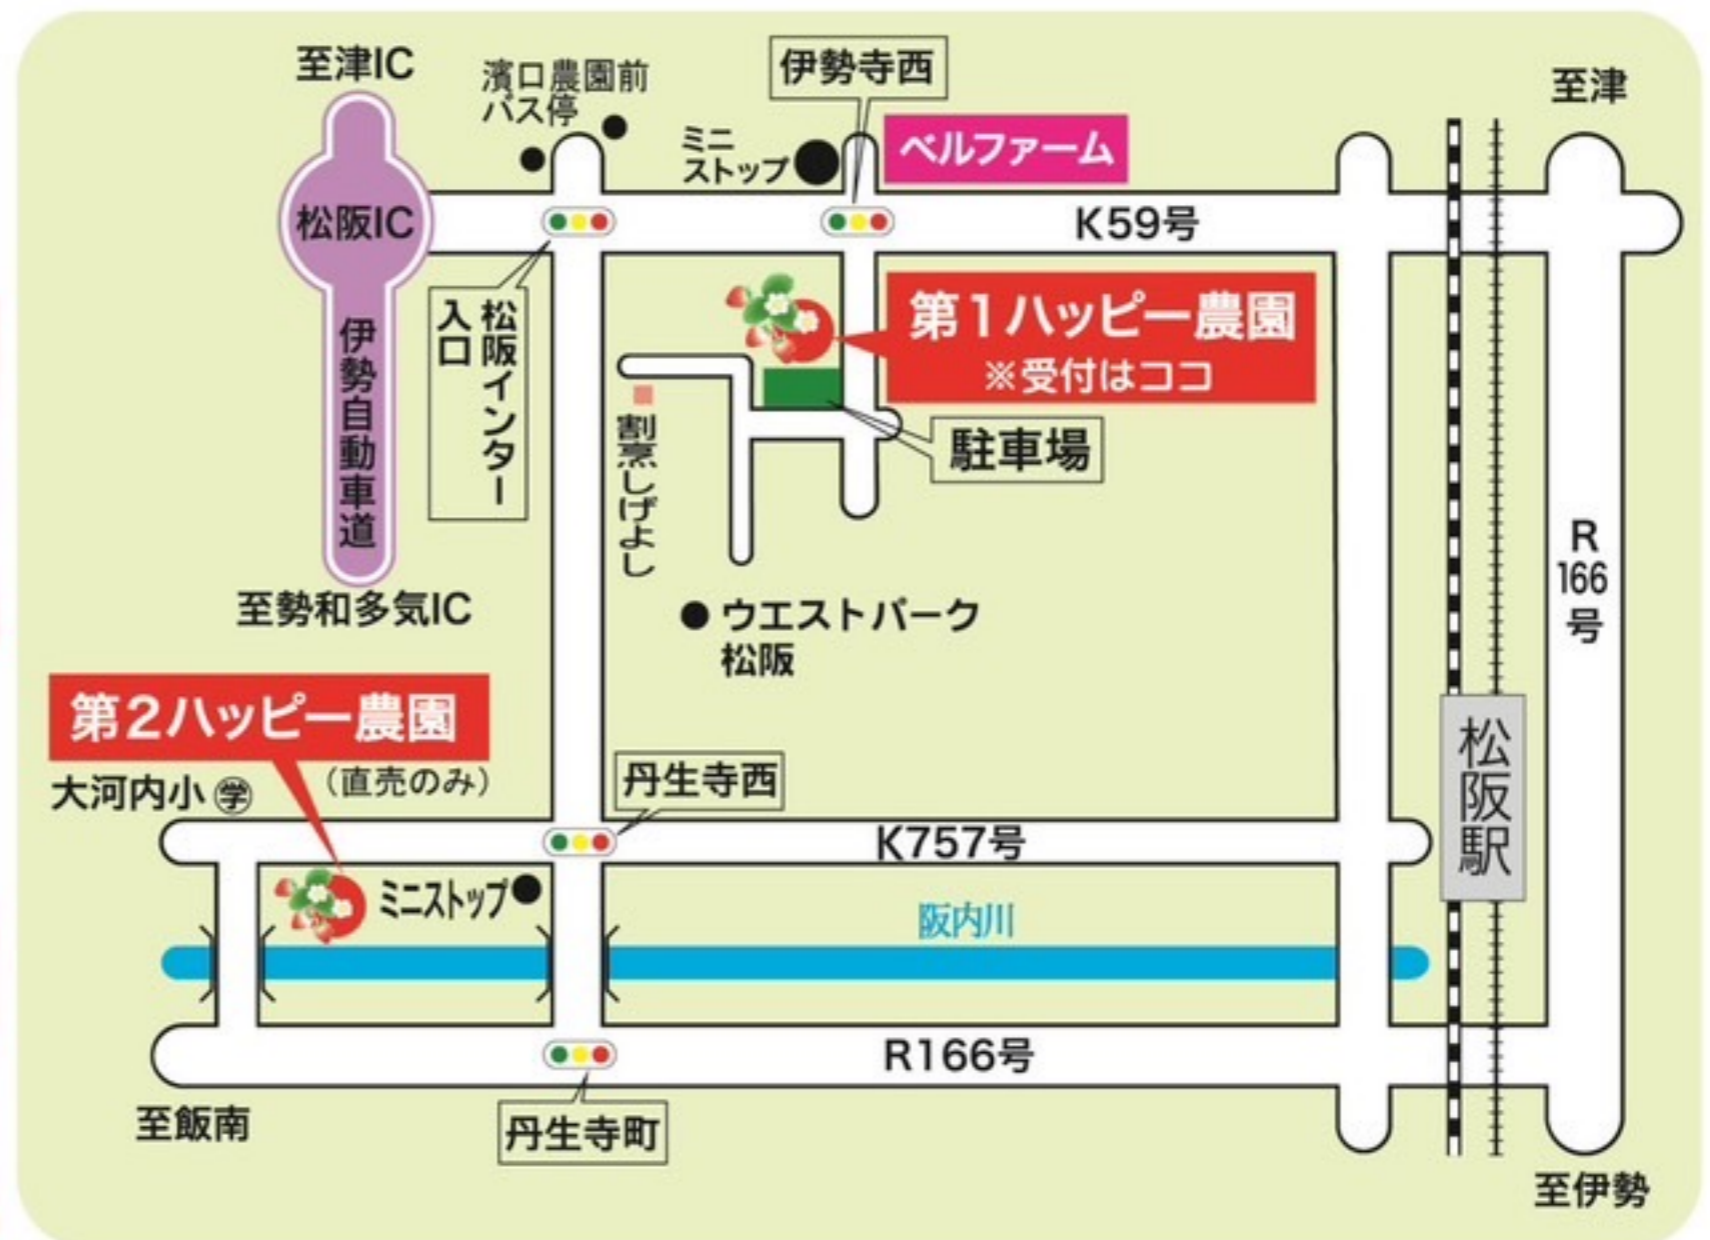 至津IC
濱口農園前
バス停
伊勢寺西
至津
ミニ
ストップ
ベルファーム
松阪IC
K59号
松阪インター
入口
伊勢自動車道
第1ハッピー農園
※受付はココ
割烹しげよし
駐車場
R
166
号
至勢和多気IC
ウエストパーク
松阪
第2ハッピー農園
(直売のみ)
大河内小㊫
丹生寺西
松阪駅
K757号
ミニストップ
阪内川
R166号
至飯南
丹生寺町
至伊勢